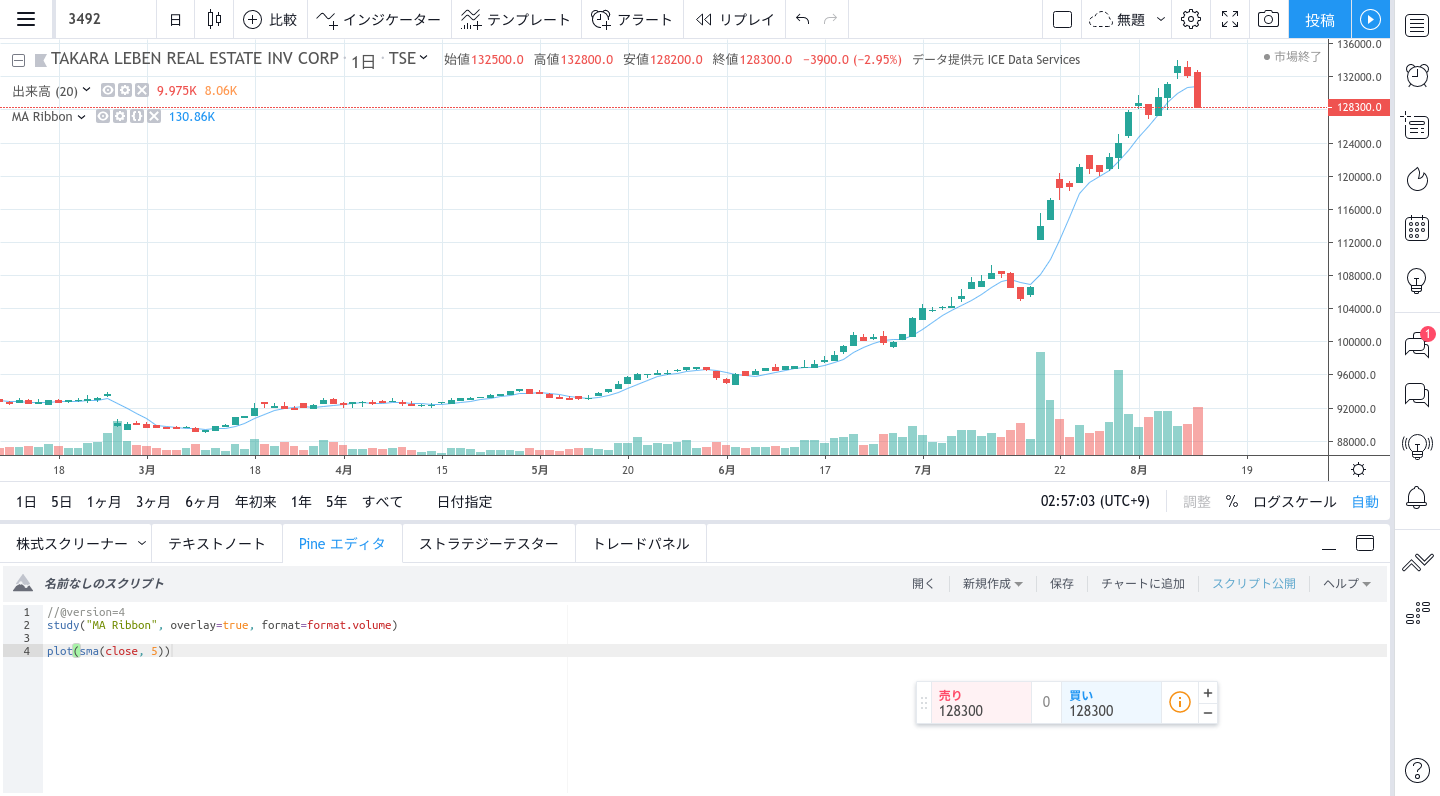 3492 日 比較 インジケーター テンプレート アラート リプレイ 無題 投稿
TAKARA LEBEN REAL ESTATE INV CORP · 1日 · TSE 始値132500.0 高値132800.0 安値128200.0 終値128300.0 −3900.0 (−2.95%) データ提供元 ICE Data Services 市場終了
出来高 (20) 9.975K 8.06K
MA Ribbon 130.86K
136000.0
132000.0
128300.0
124000.0
120000.0
116000.0
112000.0
108000.0
104000.0
100000.0
96000.0
92000.0
88000.0
1
18 3月 18 4月 15 5月 20 6月 17 7月 22 8月 19
1日 5日 1ヶ月 3ヶ月 6ヶ月 年初来 1年 5年 すべて 日付指定 02:57:03 (UTC+9) 調整 % ログスケール 自動
株式スクリーナー テキストノート Pine エディタ ストラテジーテスター トレードパネル
名前なしのスクリプト 開く 新規作成 保存 チャートに追加 スクリプト公開 ヘルプ
1 //@version=4
2 study("MA Ribbon", overlay=true, format=format.volume)
3
4 plot(sma(close, 5))
売り 0 買い +
128300 128300 −